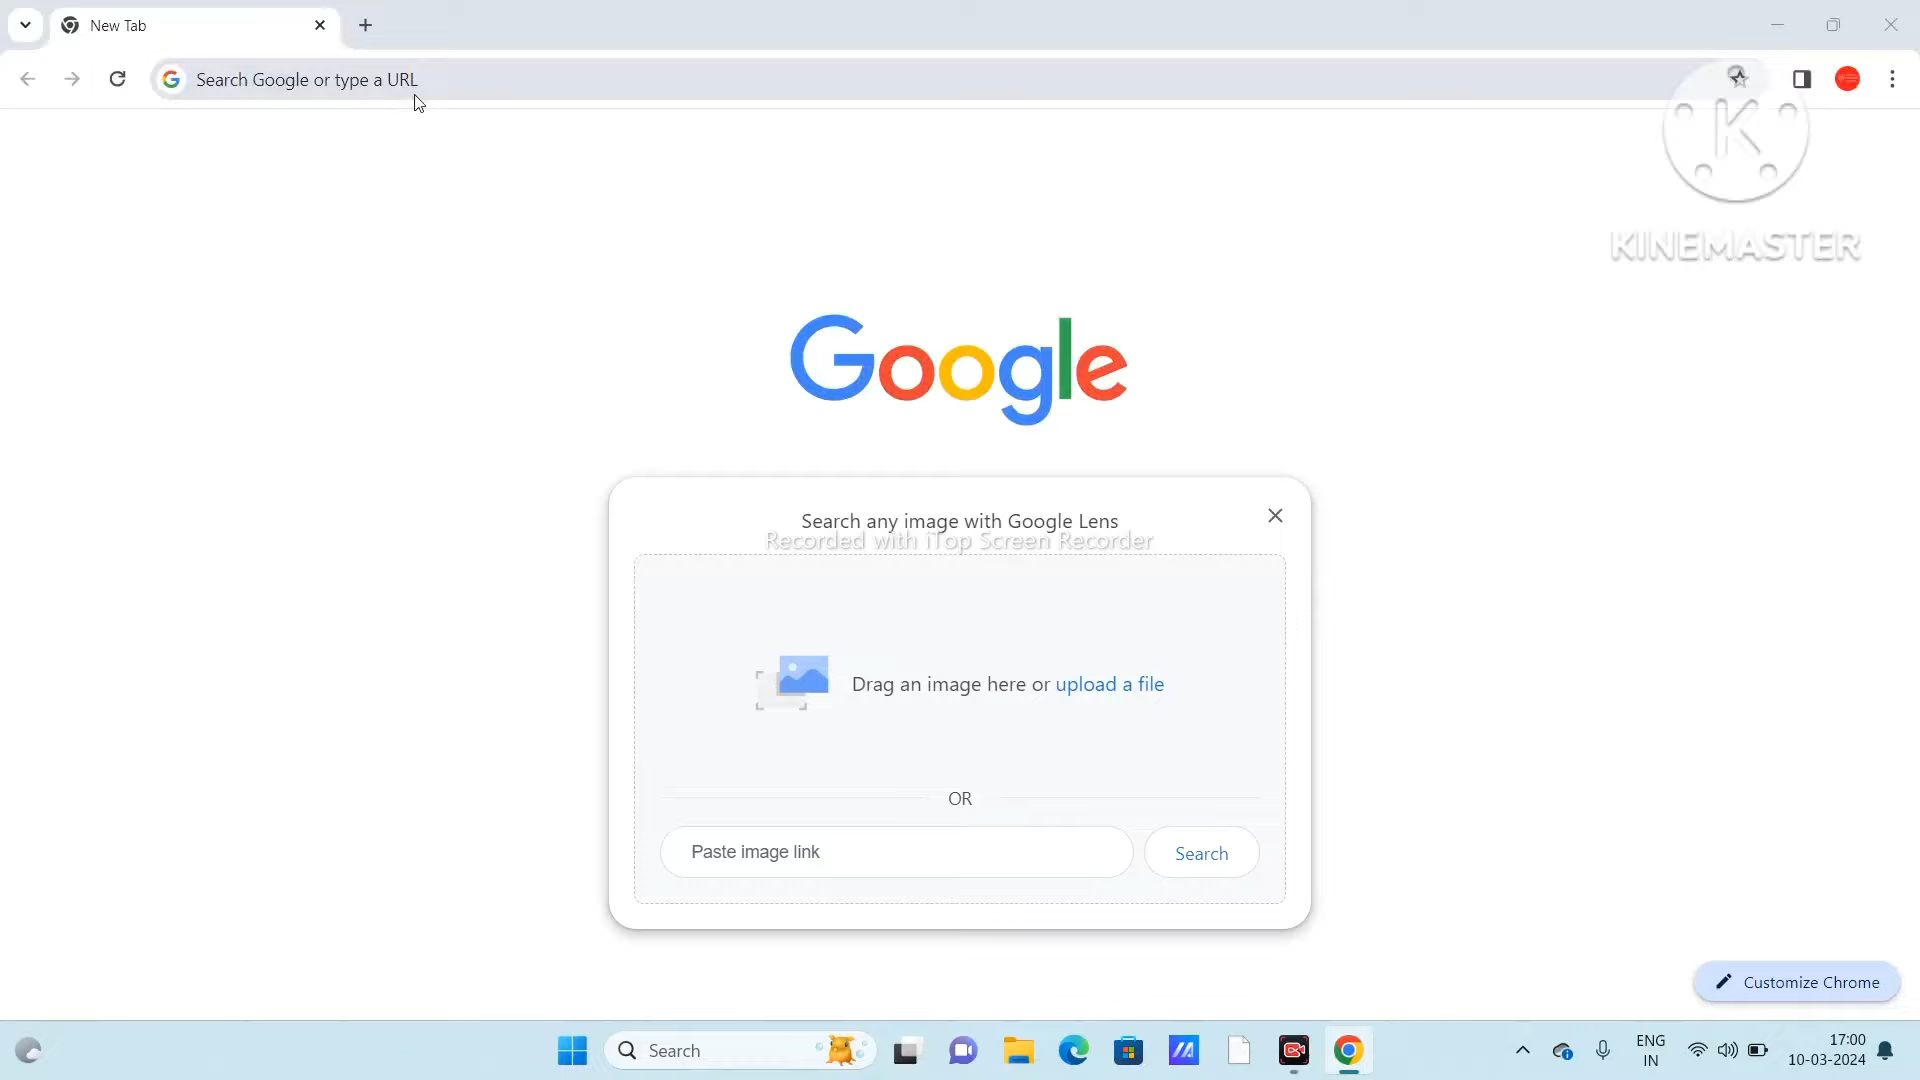 New Tab
Search Google or type a URL
K
KINEMASTER
Google
Search any image with Google Lens
Recorded with iTop Screen Recorder
Drag an image here or upload a file
OR
Paste image link
Search
Customize Chrome
Search
ENG
IN
17:00
10-03-2024